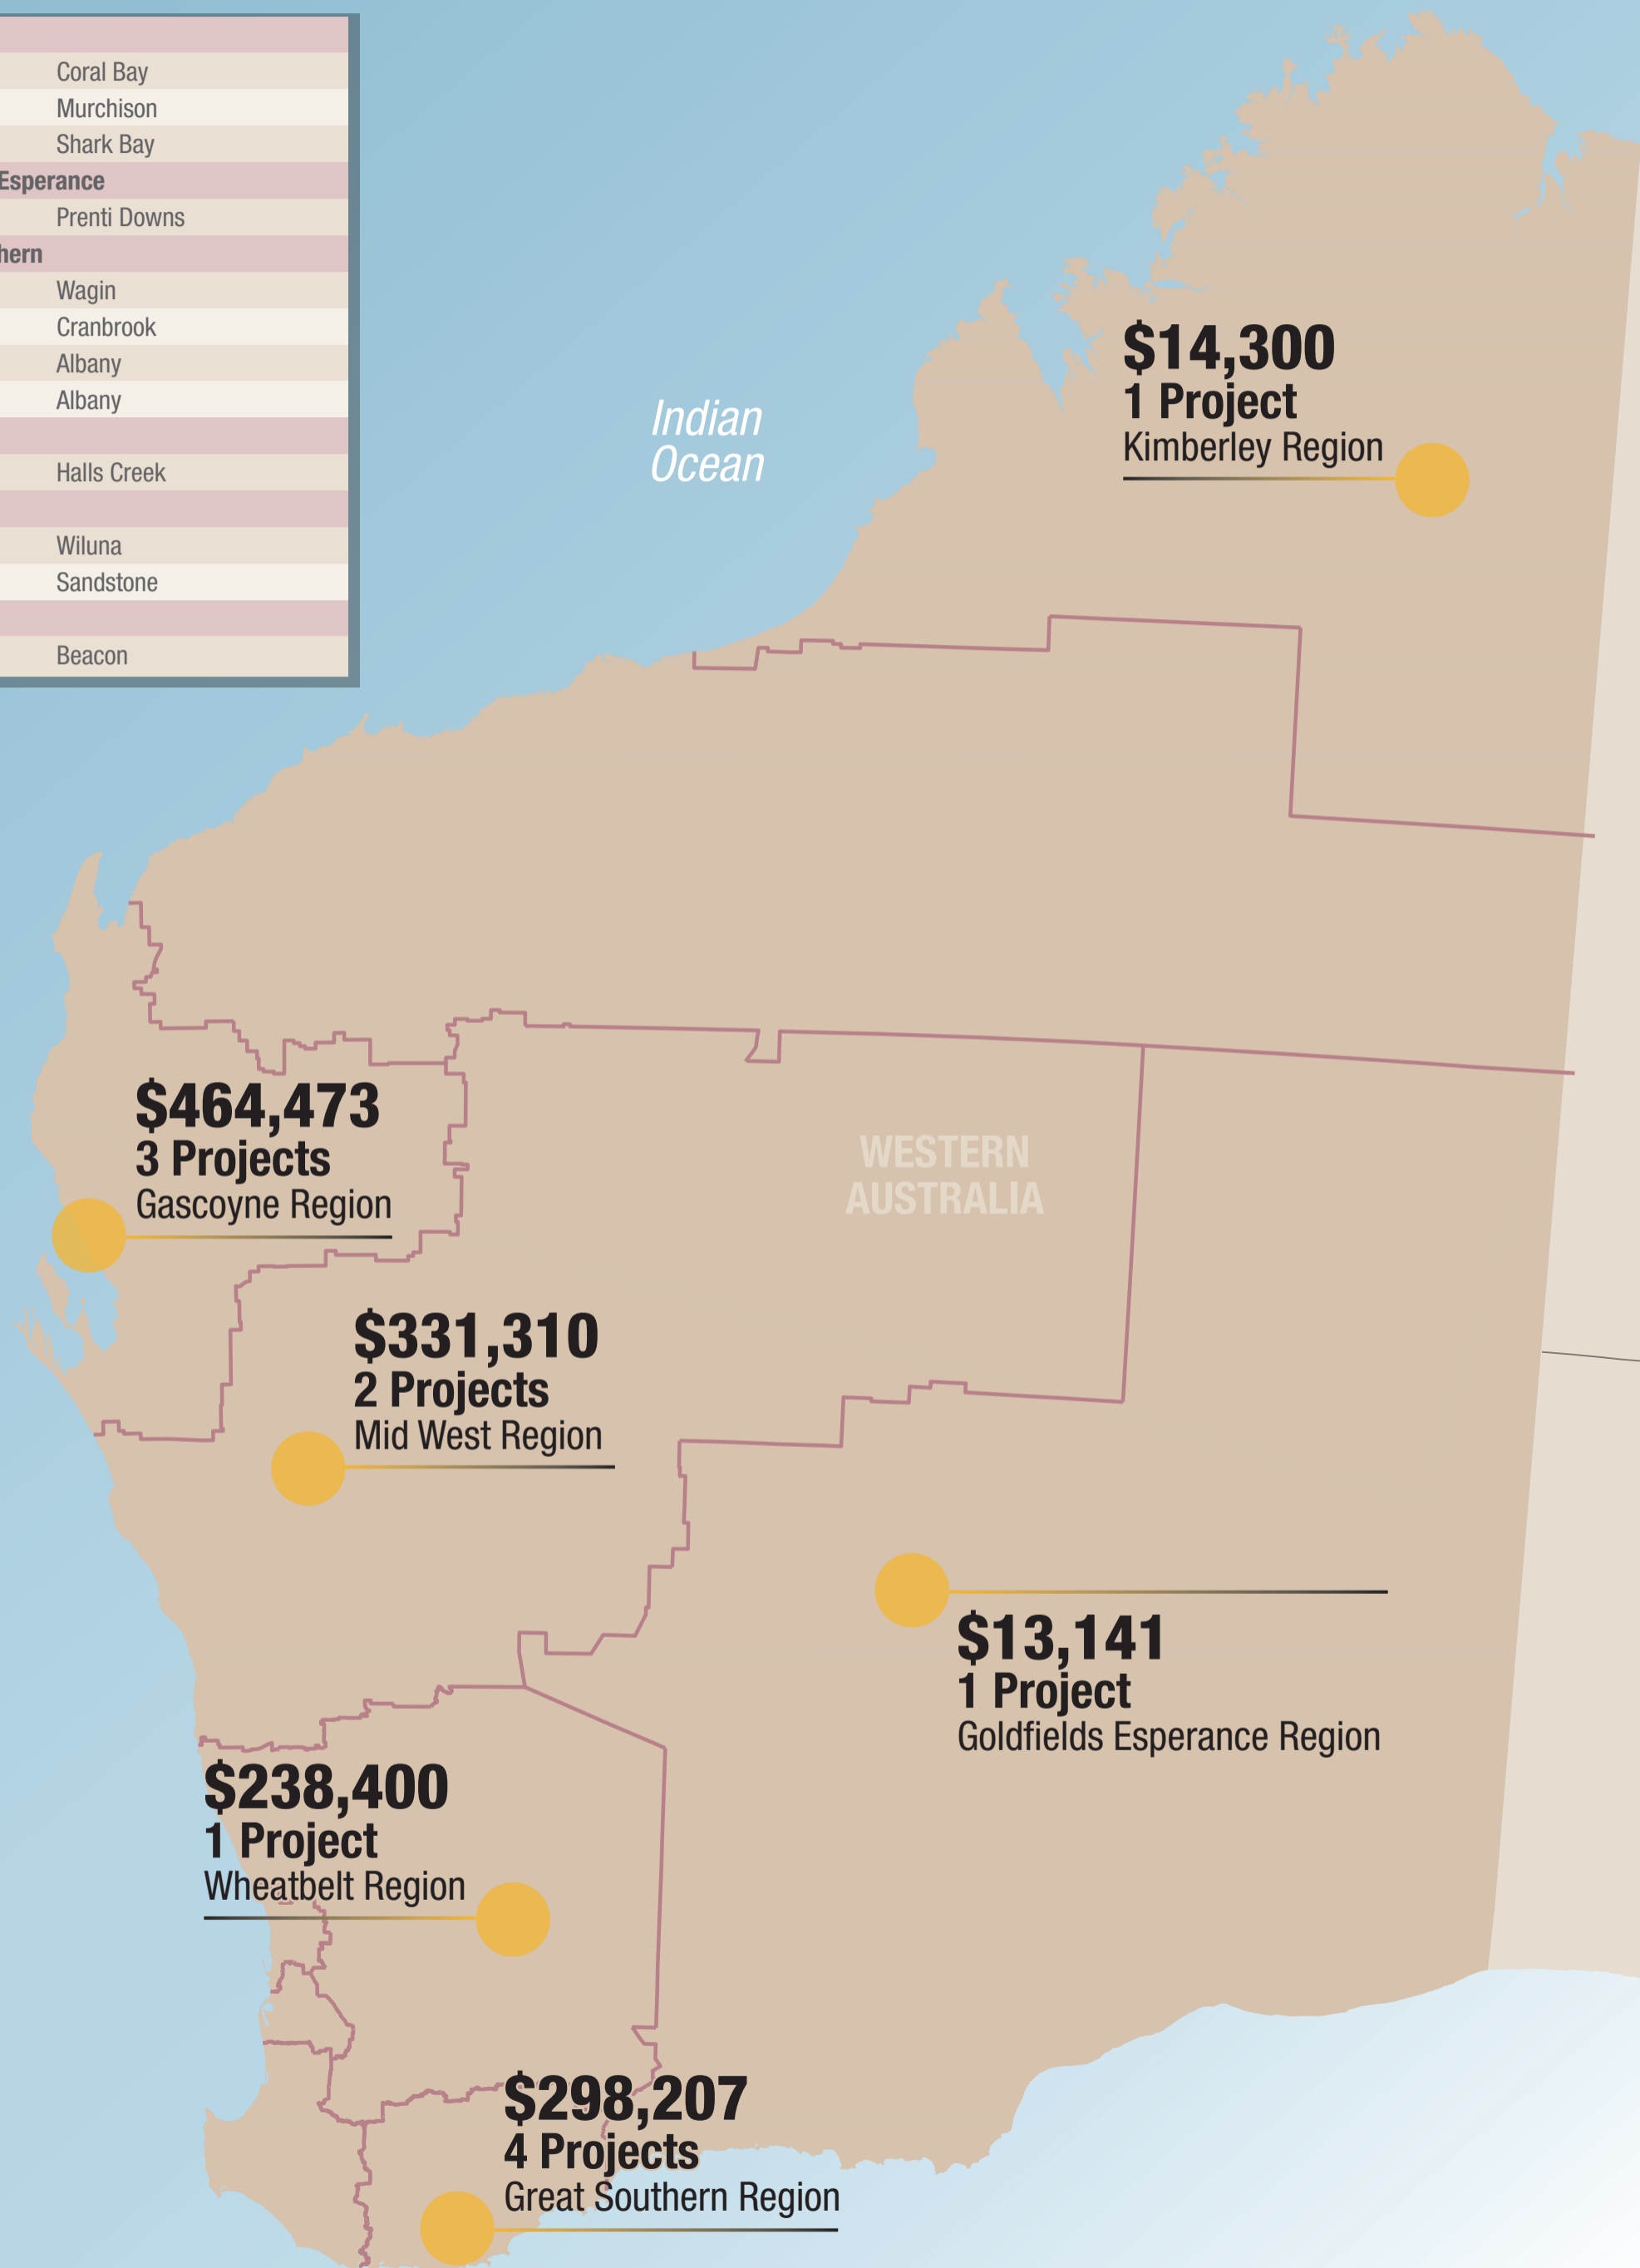 Coral Bay
Murchison
Shark Bay
Esperance
Prenti Downs
hern
Wagin
Cranbrook
Albany
Albany
Halls Creek
Wiluna
Sandstone
Beacon
Indian
Ocean
$14,300
1 Project
Kimberley Region
$464,473
3 Projects
Gascoyne Region
WESTERN
AUSTRALIA
$331,310
2 Projects
Mid West Region
$13,141
1 Project
Goldfields Esperance Region
$238,400
1 Project
Wheatbelt Region
$298,207
4 Projects
Great Southern Region